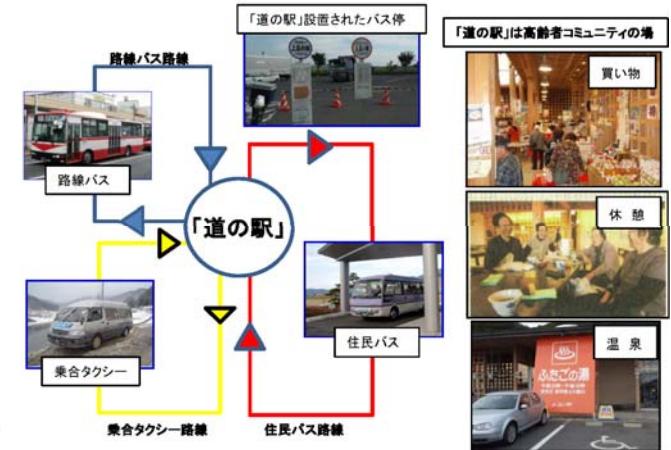 「道の駅」設置されたバス停
「道の駅」は高齢者コミュニティの場
路線バス路線
買い物
路線バス
「道の駅」
休 憩
住民バス
乗合タクシー
温 泉
ふたごの湯
乗合タクシー路線
住民バス路線